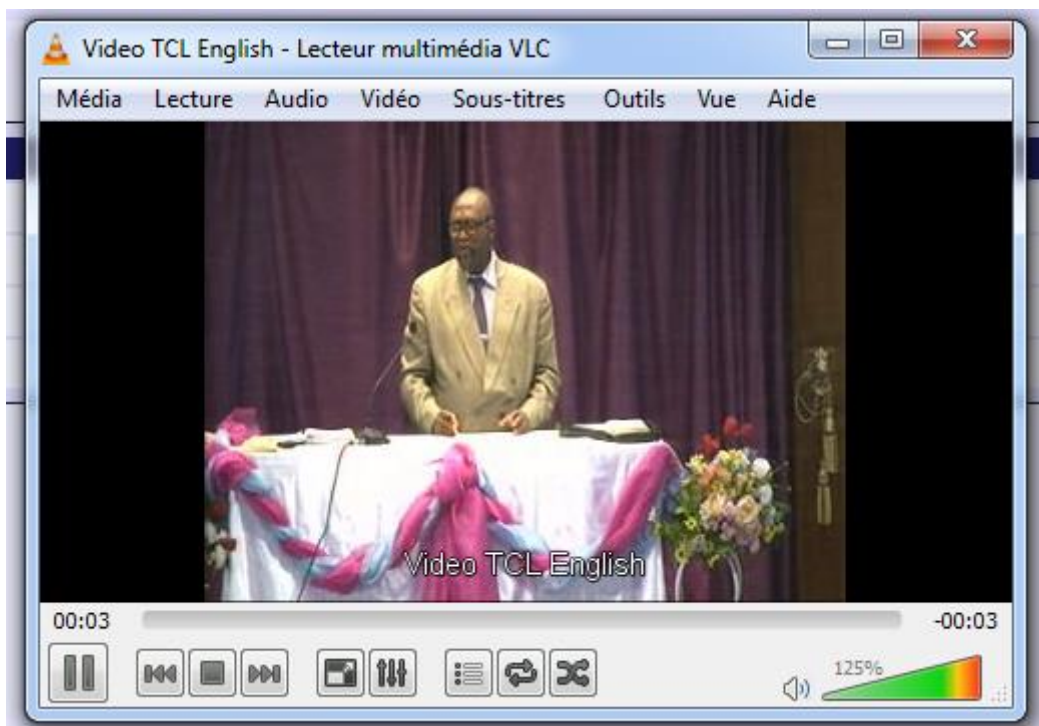 Video TCL English - Lecteur multimédia VLC
Média Lecture Audio Vidéo Sous-titres Outils Vue Aide
Video TCL English
00:03 -00:03
125%